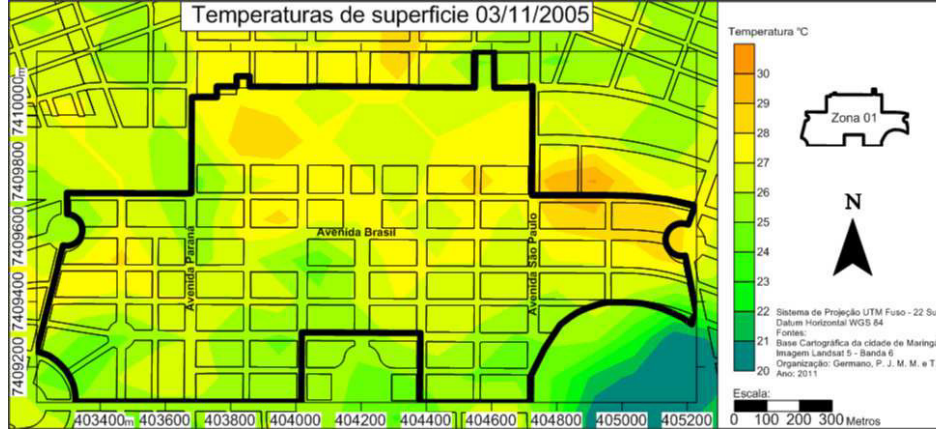 Temperaturas de superficie 03/11/2005
7410000m
7409800
7409600
7409400
7409200
Avenida Brasil
Avenida Paraná
Avenida São Paulo
403400m 403600 403800 404000 404200 404400 404600 404800 405000 405200
Temperatura °C
30
29
28
27
26
25
24
23
22
21
20
Zona 01
N
Sistema de Projeção UTM Fuso - 22 Su
Datum Horizontal WGS 84
Fontes:
Base Cartográfica da cidade de Maringá
Imagem Landsat 5 - Banda 6
Organização: Germano, P. J. M. M. e T
Ano: 2011
Escala:
0 100 200 300 Metros